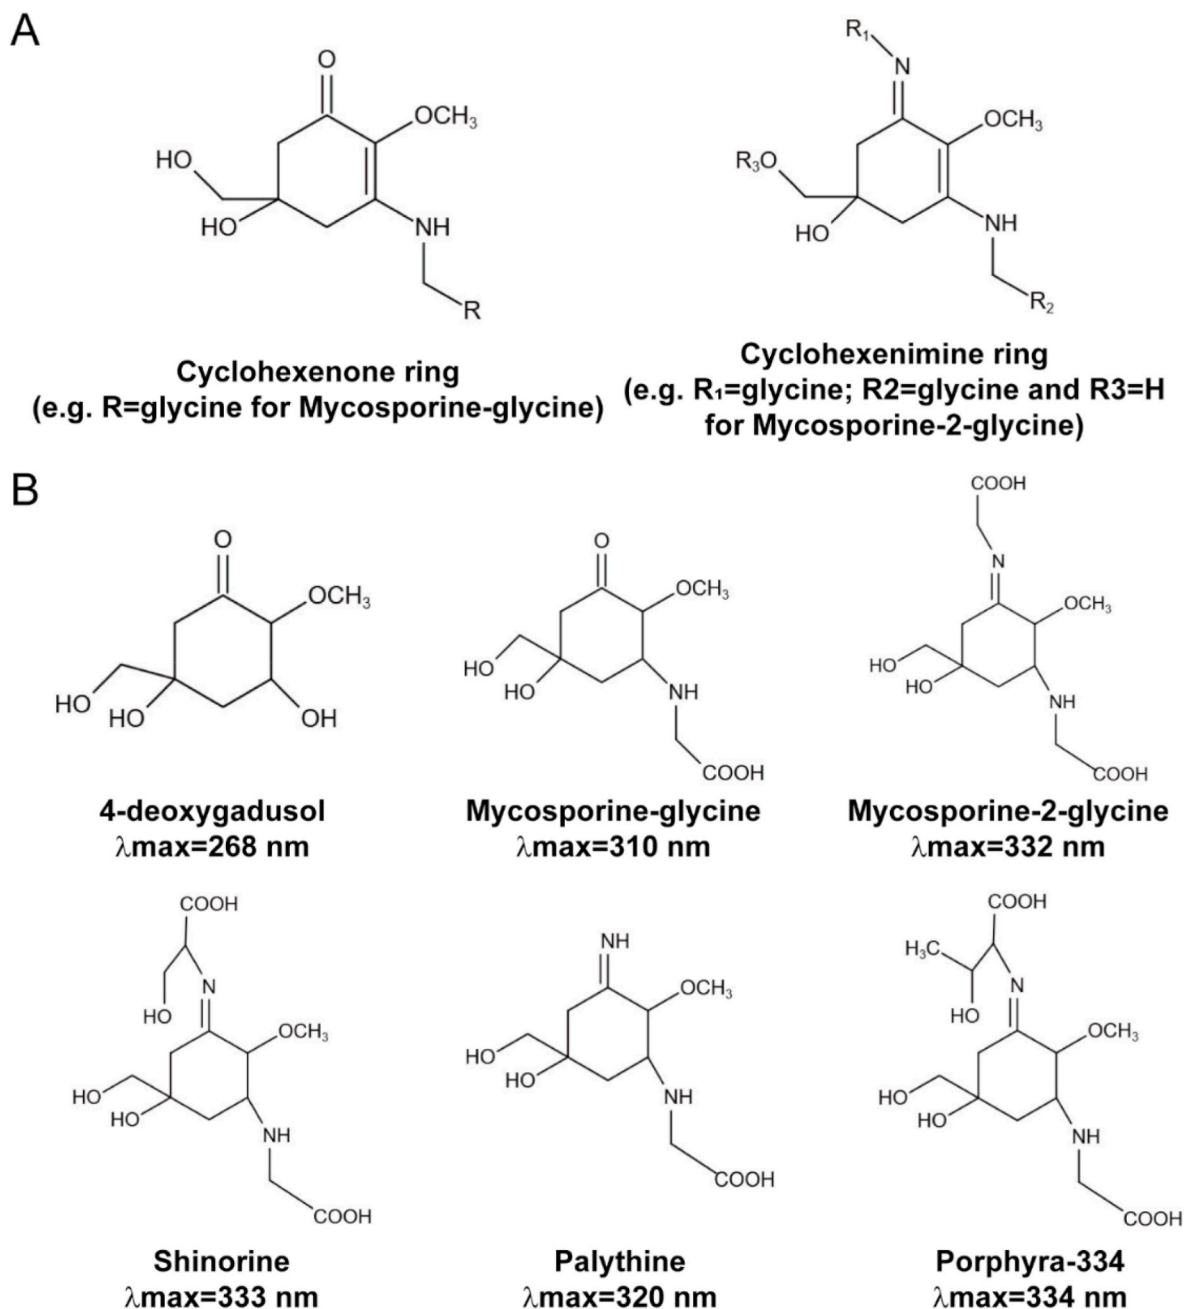 A
O
OCH₃
HO
HO
NH
R
Cyclohexenone ring
(e.g. R=glycine for Mycosporine-glycine)
R₁
N
OCH₃
R₃O
HO
NH
R₂
Cyclohexenimine ring
(e.g. R₁=glycine; R2=glycine and R3=H
for Mycosporine-2-glycine)
B
O
OCH₃
HO
HO
OH
4-deoxygadusol
λmax=268 nm
O
OCH₃
HO
HO
NH
COOH
Mycosporine-glycine
λmax=310 nm
COOH
N
OCH₃
HO
HO
NH
COOH
Mycosporine-2-glycine
λmax=332 nm
COOH
N
HO
OCH₃
HO
HO
NH
COOH
Shinorine
λmax=333 nm
NH
OCH₃
HO
HO
NH
COOH
Palythine
λmax=320 nm
COOH
H₃C
N
HO
OCH₃
HO
HO
NH
COOH
Porphyra-334
λmax=334 nm